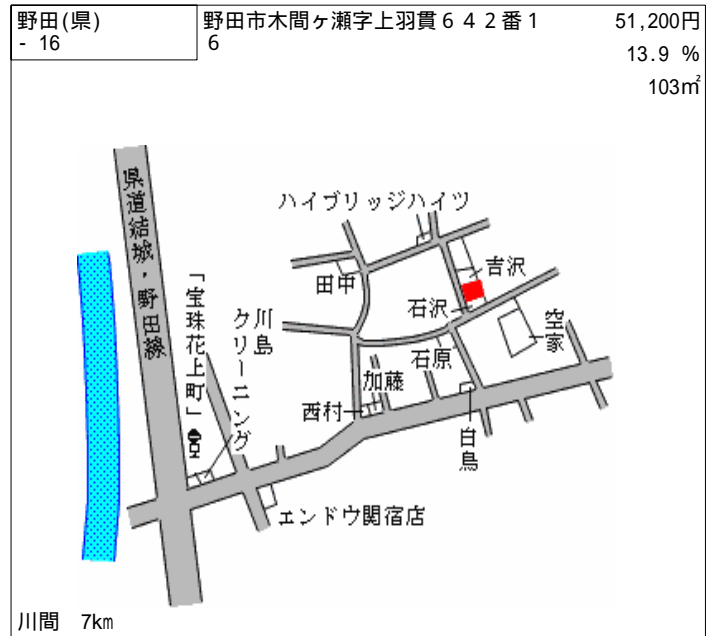 野田(県)
- 16
野田市木間ヶ瀬字上羽貫６４２番１
６
51,200円
13.9 %
103㎡
県道結城・野田線
「宝珠花上町」
川島
クリーニング
ハイブリッジハイツ
田中
吉沢
石沢
石原
空家
加藤
西村
白鳥
エンドウ関宿店
川間 7km